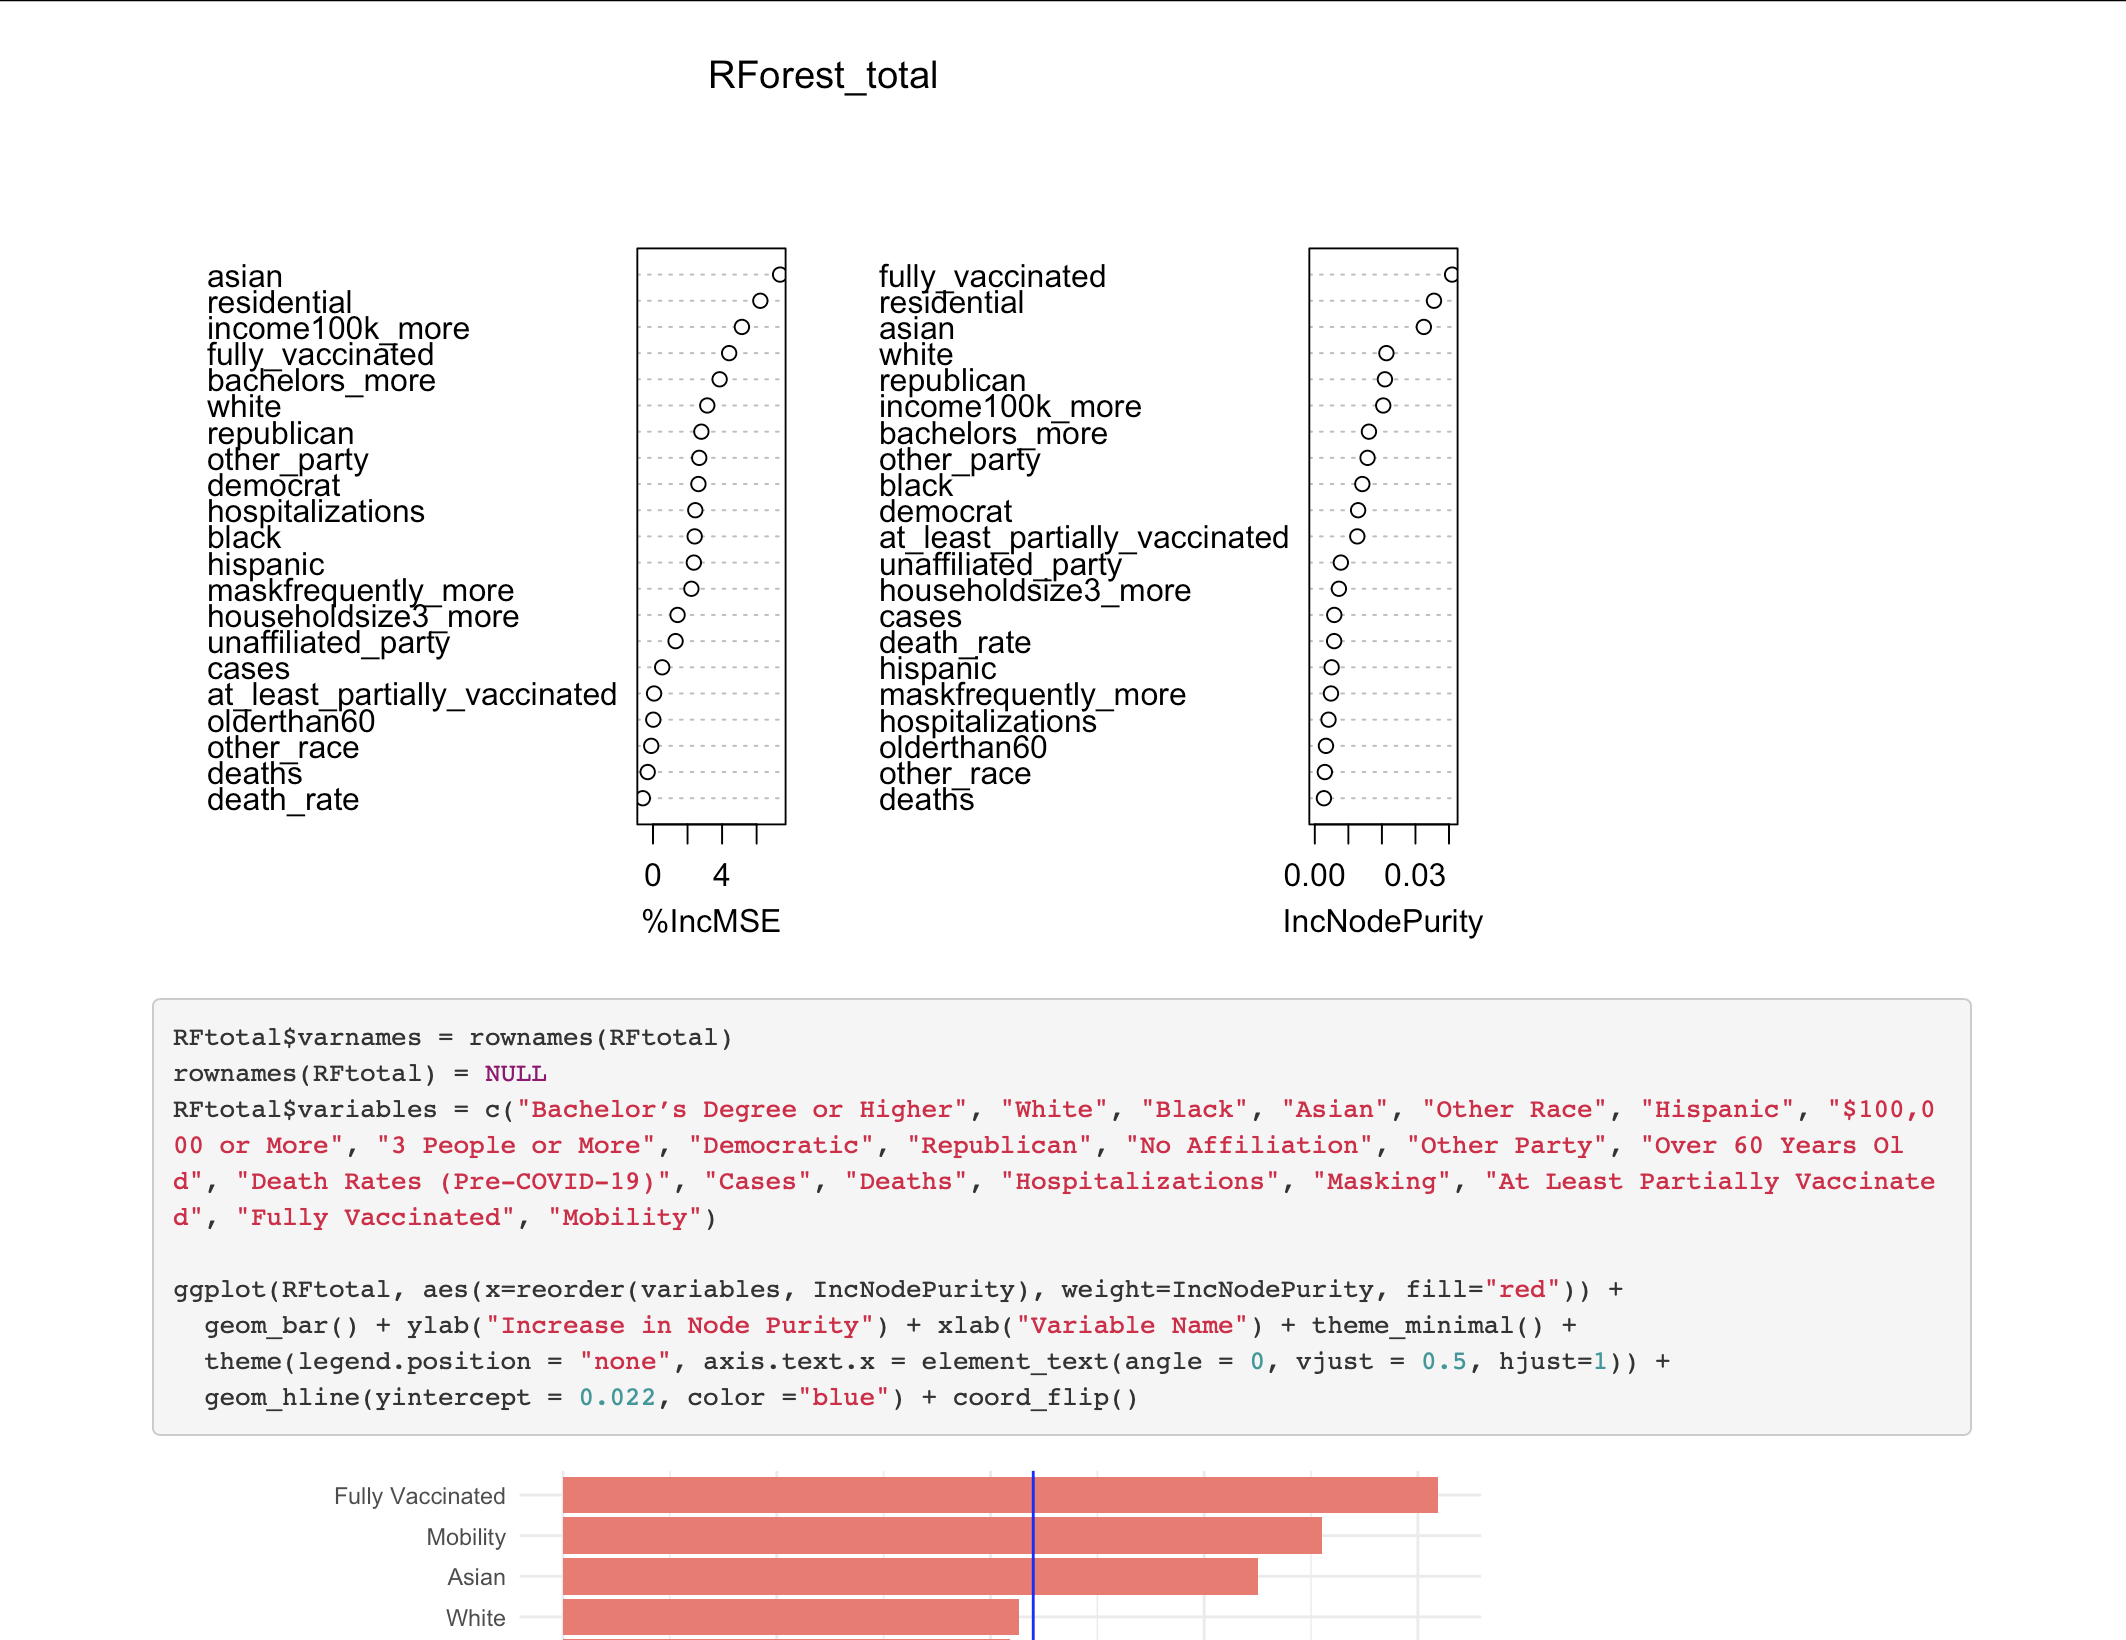 RForest_total
asian
residential
income100k_more
fully_vaccinated
bachelors_more
white
republican
other_party
democrat
hospitalizations
black
hispanic
maskfrequently_more
householdsize3_more
unaffiliated_party
cases
at_least_partially_vaccinated
olderthan60
other_race
deaths
death_rate
0 4
%IncMSE
fully_vaccinated
residential
asian
white
republican
income100k_more
bachelors_more
other_party
black
democrat
at_least_partially_vaccinated
unaffiliated_party
householdsize3_more
cases
death_rate
hispanic
maskfrequently_more
hospitalizations
olderthan60
other_race
deaths
0.00 0.03
IncNodePurity
RFtotal$varnames = rownames(RFtotal)
rownames(RFtotal) = NULL
RFtotal$variables = c("Bachelor’s Degree or Higher", "White", "Black", "Asian", "Other Race", "Hispanic", "$100,0
00 or More", "3 People or More", "Democratic", "Republican", "No Affiliation", "Other Party", "Over 60 Years Ol
d", "Death Rates (Pre-COVID-19)", "Cases", "Deaths", "Hospitalizations", "Masking", "At Least Partially Vaccinate
d", "Fully Vaccinated", "Mobility")
ggplot(RFtotal, aes(x=reorder(variables, IncNodePurity), weight=IncNodePurity, fill="red")) +
geom_bar() + ylab("Increase in Node Purity") + xlab("Variable Name") + theme_minimal() +
theme(legend.position = "none", axis.text.x = element_text(angle = 0, vjust = 0.5, hjust=1)) +
geom_hline(yintercept = 0.022, color ="blue") + coord_flip()
Fully Vaccinated
Mobility
Asian
White